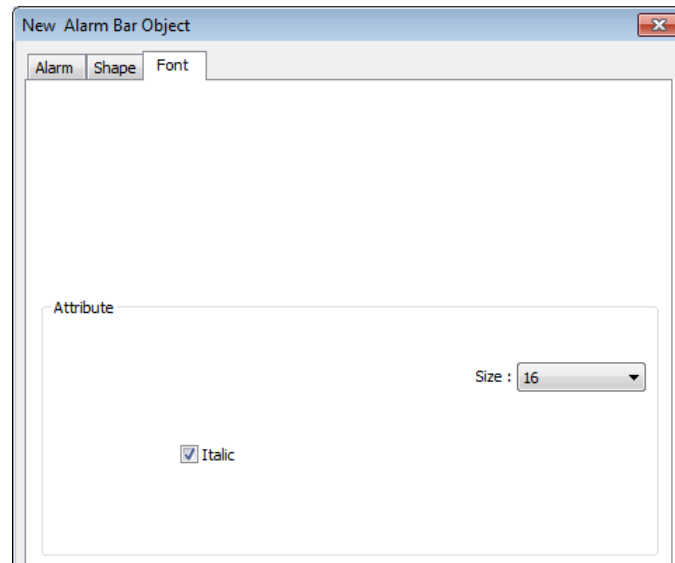 New Alarm Bar Object
Alarm Shape Font
Attribute
Size : 16
Italic